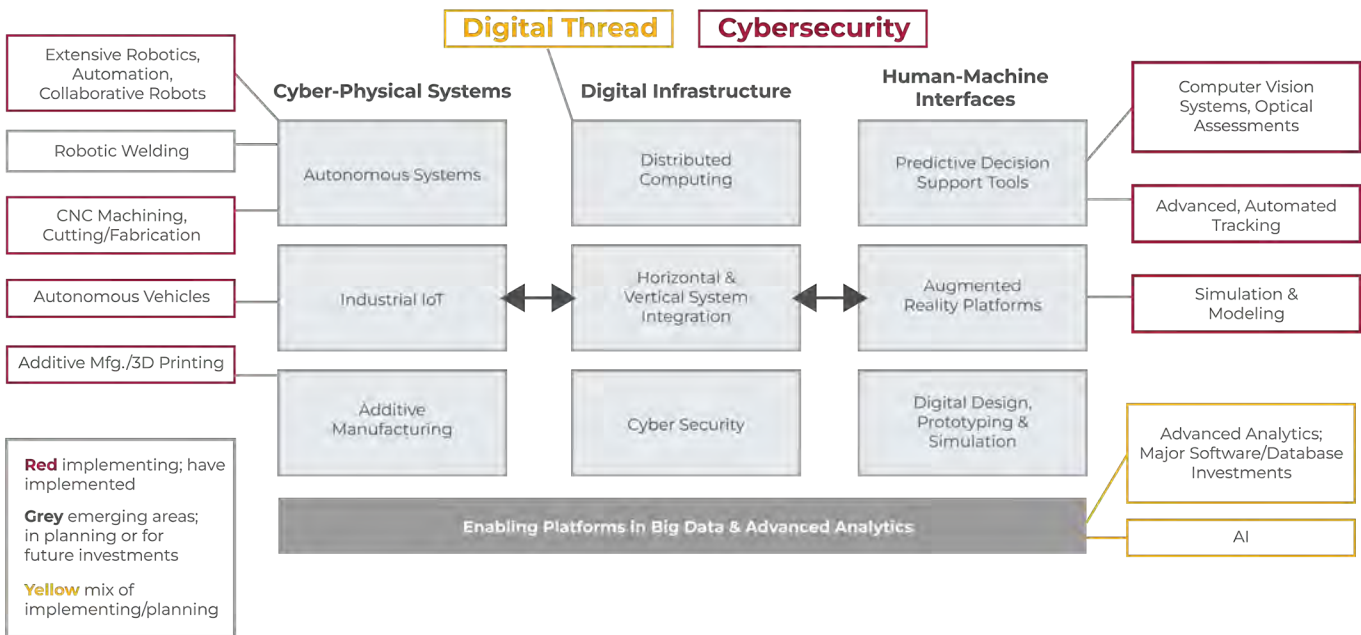 Digital Thread
Cybersecurity
Extensive Robotics,
Automation,
Collaborative Robots
Robotic Welding
CNC Machining,
Cutting/Fabrication
Autonomous Vehicles
Additive Mfg./3D Printing
Cyber-Physical Systems
Autonomous Systems
Industrial IoT
Additive
Manufacturing
Digital Infrastructure
Distributed
Computing
Horizontal &
Vertical System
Integration
Cyber Security
Human-Machine
Interfaces
Predictive Decision
Support Tools
Augmented
Reality Platforms
Digital Design,
Prototyping &
Simulation
Computer Vision
Systems, Optical
Assessments
Advanced, Automated
Tracking
Simulation &
Modeling
Advanced Analytics;
Major Software/Database
Investments
AI
Enabling Platforms in Big Data & Advanced Analytics
Red implementing; have
implemented
Grey emerging areas;
in planning or for
future investments
Yellow mix of
implementing/planning